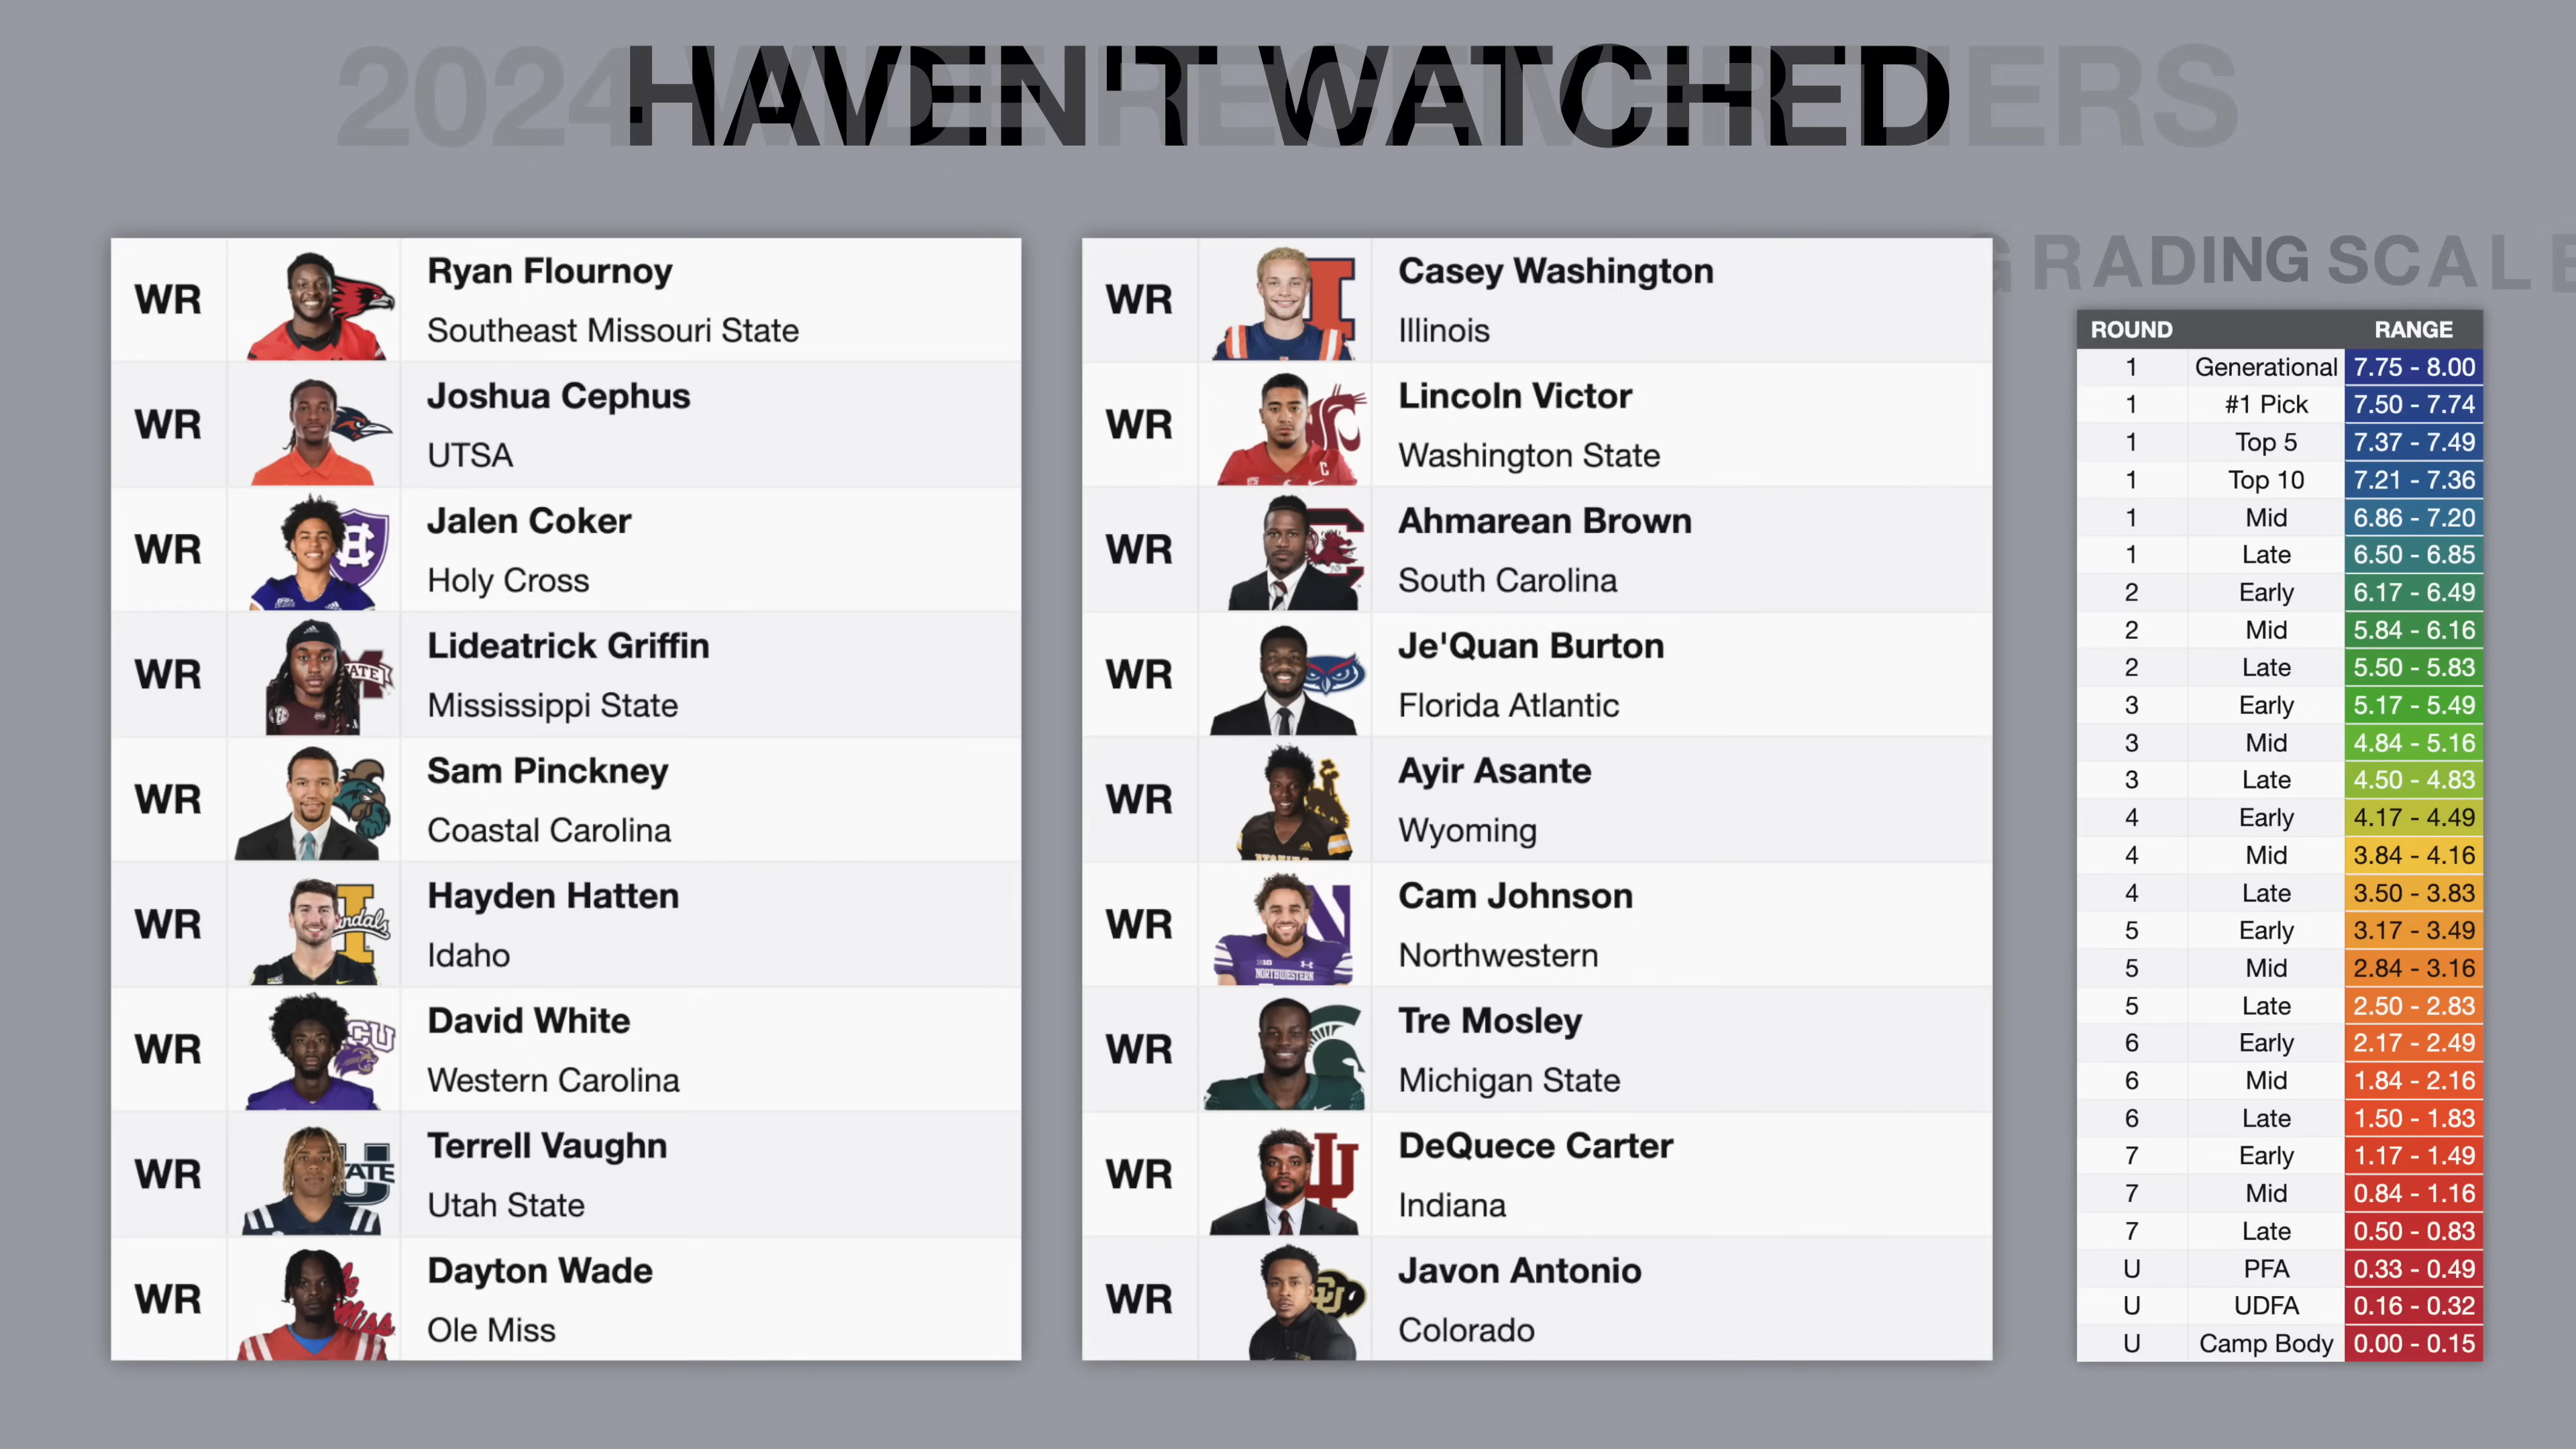 2024 WIDE RECEIVERS
HAVEN'T WATCHED
WR
Ryan Flournoy
Southeast Missouri State
WR
Joshua Cephus
UTSA
WR
Jalen Coker
Holy Cross
WR
Lideatrick Griffin
Mississippi State
WR
Sam Pinckney
Coastal Carolina
WR
Hayden Hatten
Idaho
WR
David White
Western Carolina
WR
Terrell Vaughn
Utah State
WR
Dayton Wade
Ole Miss
WR
Casey Washington
Illinois
WR
Lincoln Victor
Washington State
WR
Ahmarean Brown
South Carolina
WR
Je'Quan Burton
Florida Atlantic
WR
Ayir Asante
Wyoming
WR
Cam Johnson
Northwestern
NORTHWESTERN
WR
Tre Mosley
Michigan State
WR
DeQuece Carter
Indiana
WR
Javon Antonio
Colorado
GRADING SCALE
ROUND RANGE
1 Generational 7.75 - 8.00
1 #1 Pick 7.50 - 7.74
1 Top 5 7.37 - 7.49
1 Top 10 7.21 - 7.36
1 Mid 6.86 - 7.20
1 Late 6.50 - 6.85
2 Early 6.17 - 6.49
2 Mid 5.84 - 6.16
2 Late 5.50 - 5.83
3 Early 5.17 - 5.49
3 Mid 4.84 - 5.16
3 Late 4.50 - 4.83
4 Early 4.17 - 4.49
4 Mid 3.84 - 4.16
4 Late 3.50 - 3.83
5 Early 3.17 - 3.49
5 Mid 2.84 - 3.16
5 Late 2.50 - 2.83
6 Early 2.17 - 2.49
6 Mid 1.84 - 2.16
6 Late 1.50 - 1.83
7 Early 1.17 - 1.49
7 Mid 0.84 - 1.16
7 Late 0.50 - 0.83
U PFA 0.33 - 0.49
U UDFA 0.16 - 0.32
U Camp Body 0.00 - 0.15